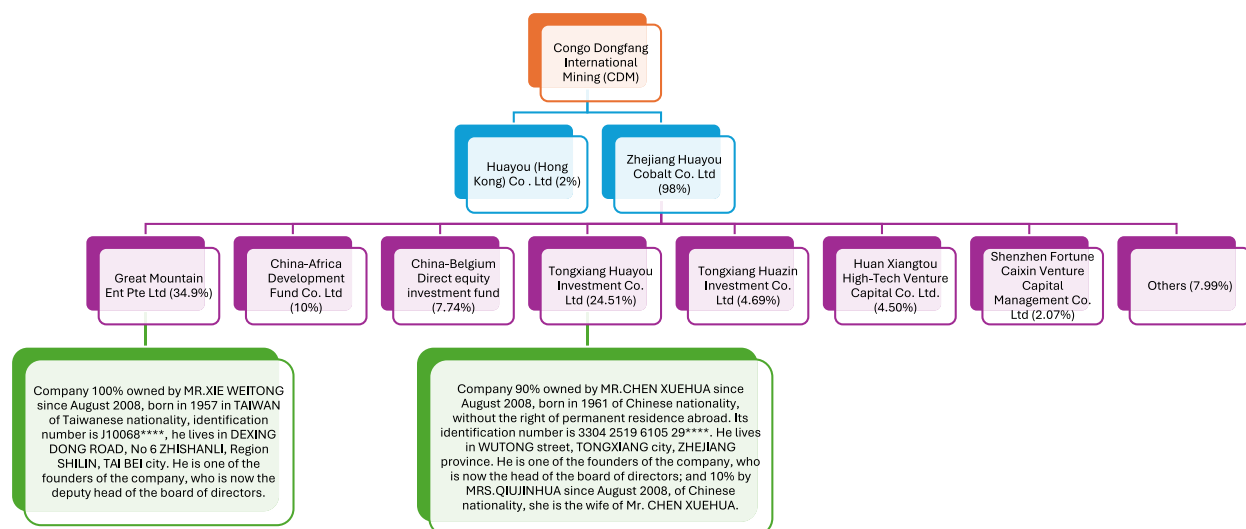 Congo Dongfang
International
Mining (CDM)
Huayou (Hong
Kong) Co . Ltd (2%)
Zhejiang Huayou
Cobalt Co. Ltd
(98%)
Great Mountain
Ent Pte Ltd (34.9%)
China-Africa
Development
Fund Co. Ltd
(10%)
China-Belgium
Direct equity
investment fund
(7.74%)
Tongxiang Huayou
Investment Co.
Ltd (24.51%)
Tongxiang Huazin
Investment Co.
Ltd (4.69%)
Huan Xiangtou
High-Tech Venture
Capital Co. Ltd.
(4.50%)
Shenzhen Fortune
Caixin Venture
Capital
Management Co.
Ltd (2.07%)
Others (7.99%)
Company 100% owned by MR.XIE WEITONG
since August 2008, born in 1957 in TAIWAN
of Taiwanese nationality, identification
number is J10068****, he lives in DEXING
DONG ROAD, No 6 ZHISHANLI, Region
SHILIN, TAI BEI city. He is one of the
founders of the company, who is now the
deputy head of the board of directors.
Company 90% owned by MR.CHEN XUEHUA since
August 2008, born in 1961 of Chinese nationality,
without the right of permanent residence abroad. Its
identification number is 3304 2519 6105 29****. He lives
in WUTONG street, TONGXIANG city, ZHEJIANG
province. He is one of the founders of the company, who
is now the head of the board of directors; and 10% by
MRS.QIUJINHUA since August 2008, of Chinese
nationality, she is the wife of Mr. CHEN XUEHUA.